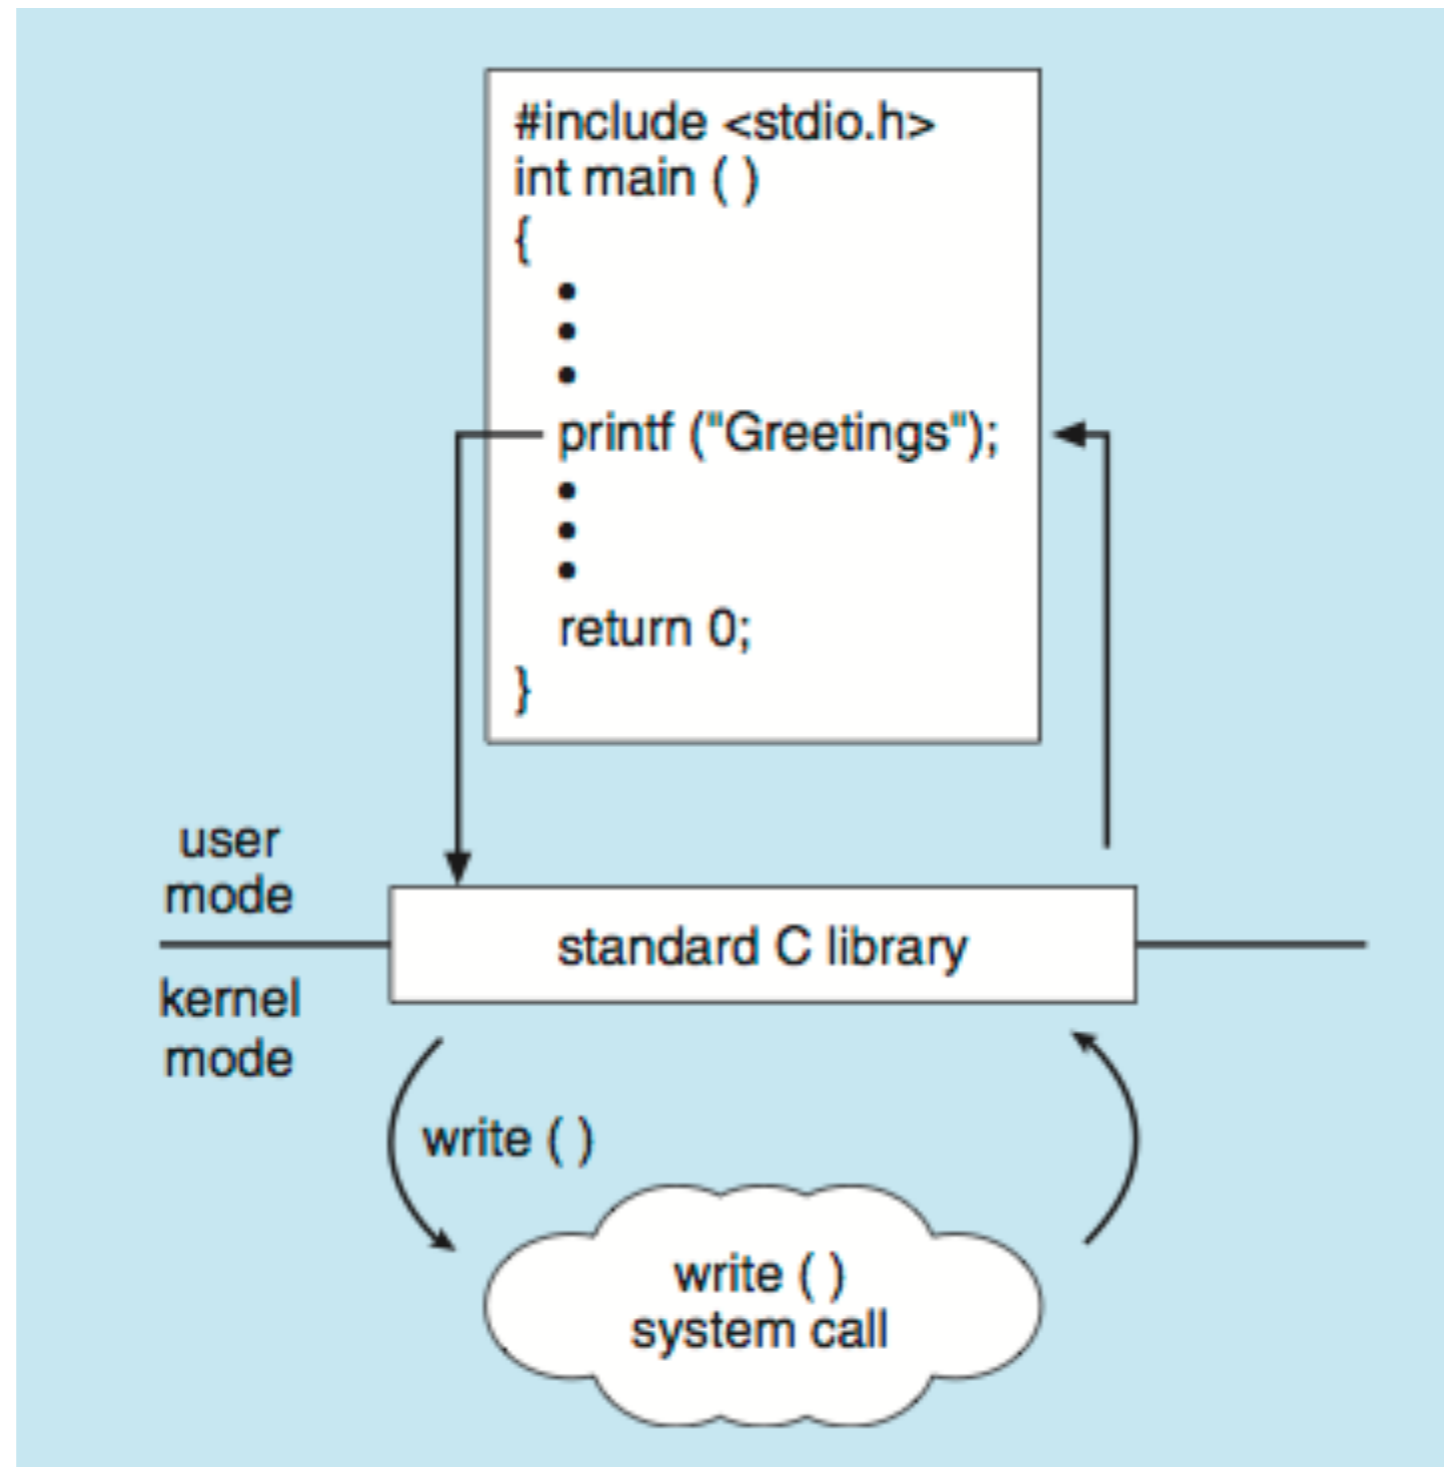 #include <stdio.h>
int main ( )
{
•
•
•
printf ("Greetings");
•
•
•
return 0;
}
user
mode
standard C library
kernel
mode
write ( )
write ( )
system call